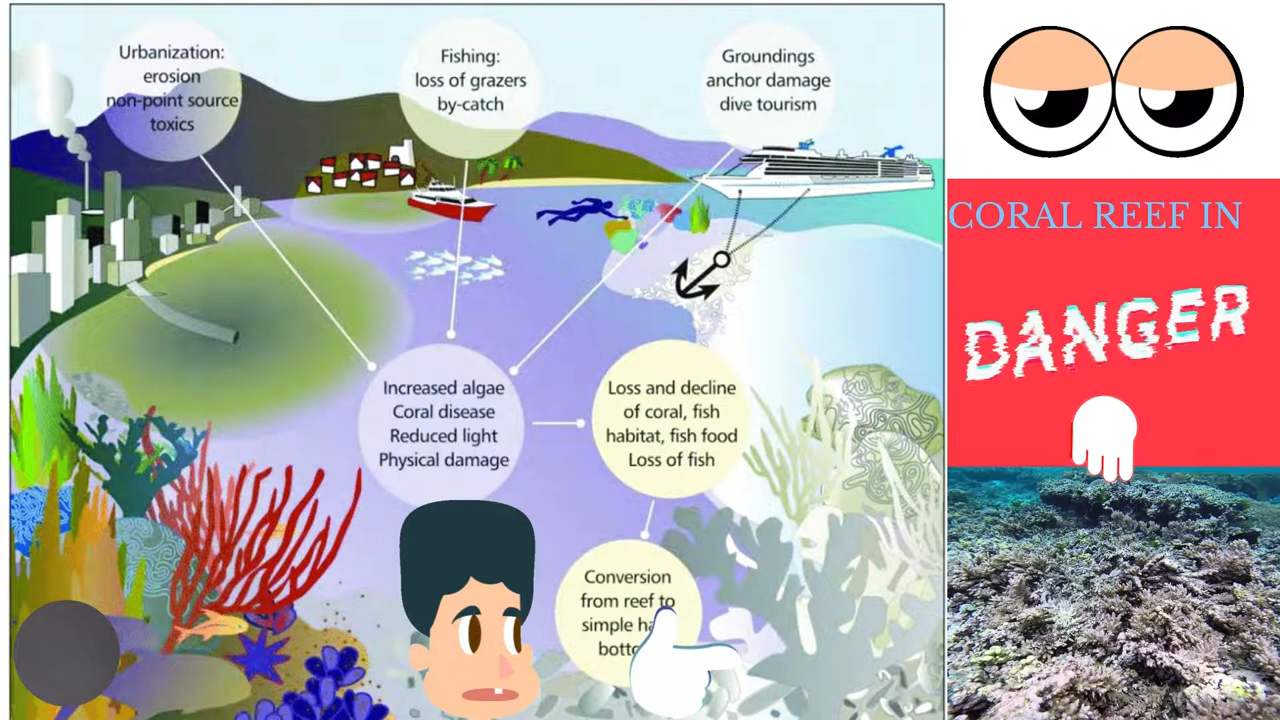 Urbanization:
erosion
non-point source
toxics
Fishing:
loss of grazers
by-catch
Groundings
anchor damage
dive tourism
Increased algae
Coral disease
Reduced light
Physical damage
Loss and decline
of coral, fish
habitat, fish food
Loss of fish
Conversion
from reef to
simple
CORAL REEF IN
DANGER